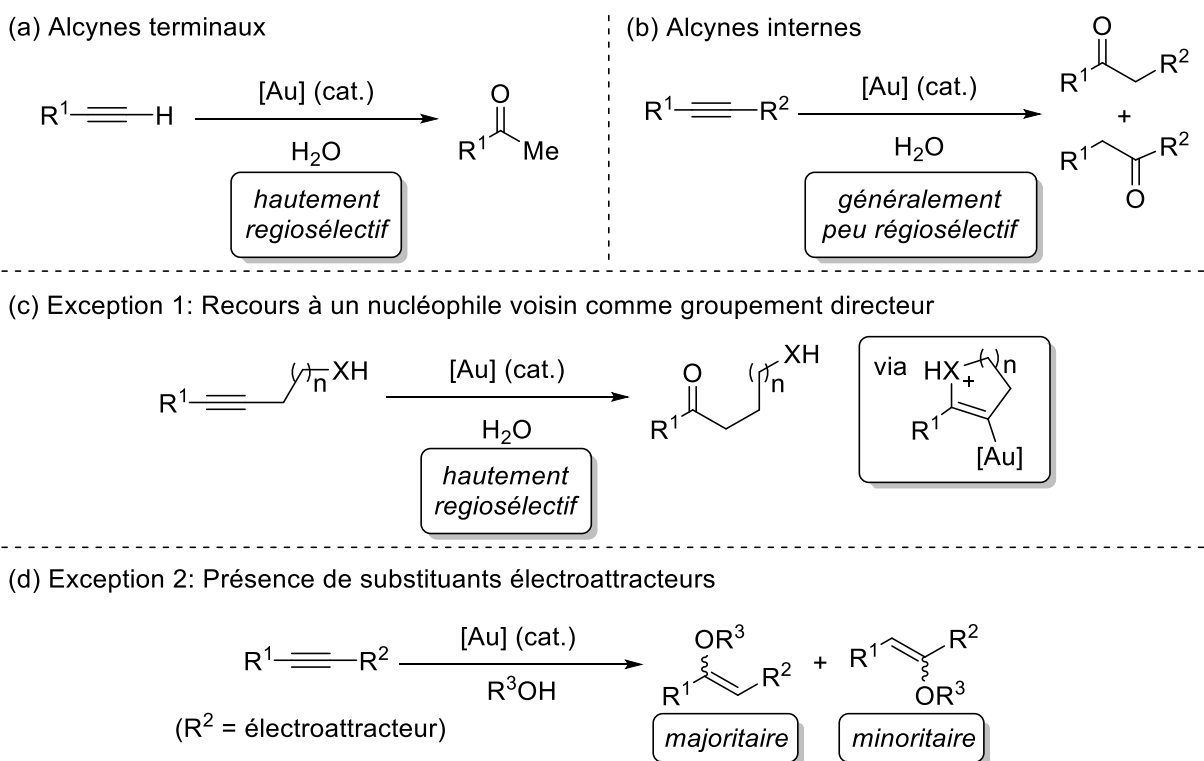 (a) Alcynes terminaux
R¹ H
[Au] (cat.)
H₂O
hautement
regiosélectif
O
R¹ Me
(b) Alcynes internes
R¹ R²
[Au] (cat.)
H₂O
généralement
peu régiosélectif
O
R¹ R²
+
R¹ R²
O
(c) Exception 1: Recours à un nucléophile voisin comme groupement directeur
R¹ ( )n XH
[Au] (cat.)
H₂O
hautement
regiosélectif
O
R¹ ( )n XH
via
HX + ( )n
R¹
[Au]
(d) Exception 2: Présence de substituants électroattracteurs
R¹ R²
(R² = électroattracteur)
[Au] (cat.)
R³OH
OR³
R¹ R²
majoritaire
+
R¹ R²
OR³
minoritaire